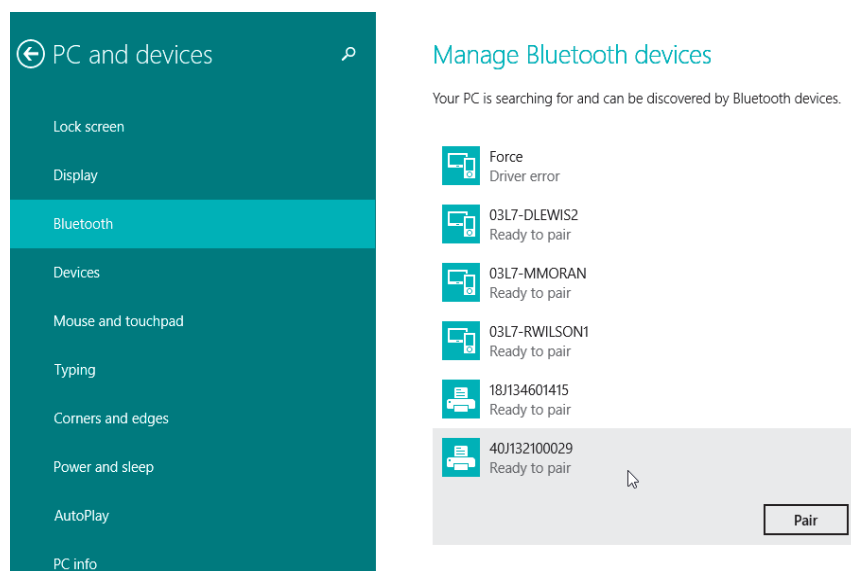 PC and devices
Lock screen
Display
Bluetooth
Devices
Mouse and touchpad
Typing
Corners and edges
Power and sleep
AutoPlay
PC info
Manage Bluetooth devices
Your PC is searching for and can be discovered by Bluetooth devices.
Force
Driver error
03L7-DLEWIS2
Ready to pair
03L7-MMORAN
Ready to pair
03L7-RWILSON1
Ready to pair
18J134601415
Ready to pair
40J132100029
Ready to pair
Pair